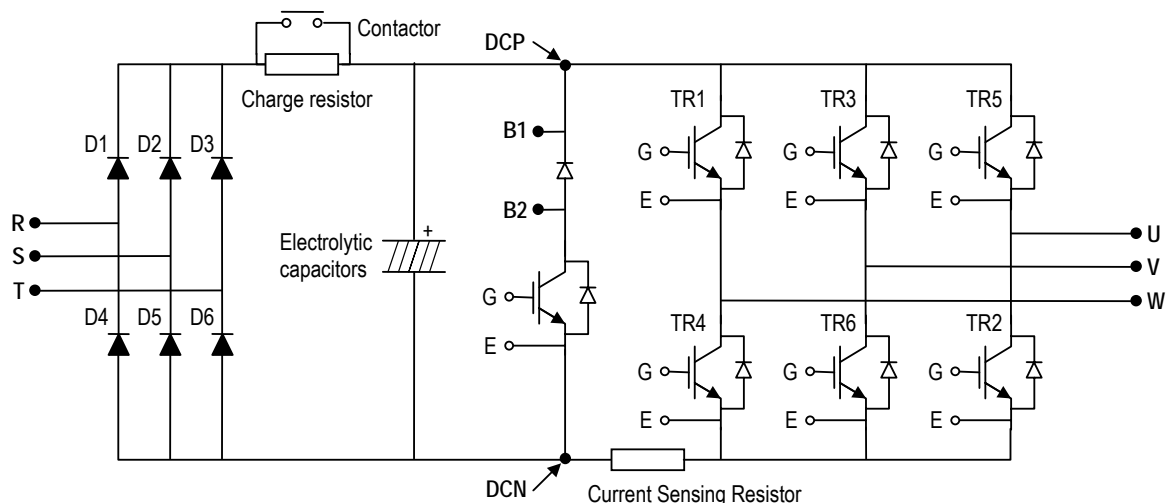 Contactor
DCP
Charge resistor
TR1 TR3 TR5
D1 D2 D3
B1
G G G
R
E E E
B2
S
Electrolytic
capacitors
+
U
T
V
G
W
D4 D5 D6
TR4 TR6 TR2
E
G G G
E E E
DCN
Current Sensing Resistor